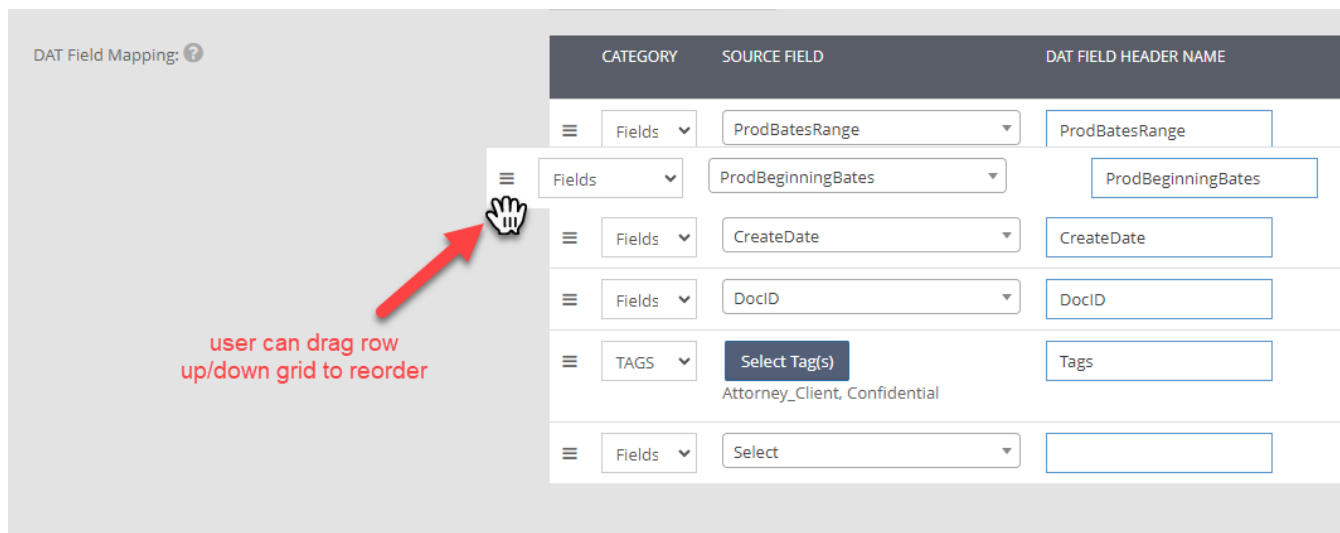 DAT Field Mapping: ?
CATEGORY SOURCE FIELD DAT FIELD HEADER NAME
Fields ProdBatesRange ProdBatesRange
Fields ProdBeginningBates ProdBeginningBates
Fields CreateDate CreateDate
Fields DocID DocID
user can drag row
up/down grid to reorder
TAGS Select Tag(s) Tags
Attorney_Client, Confidential
Fields Select